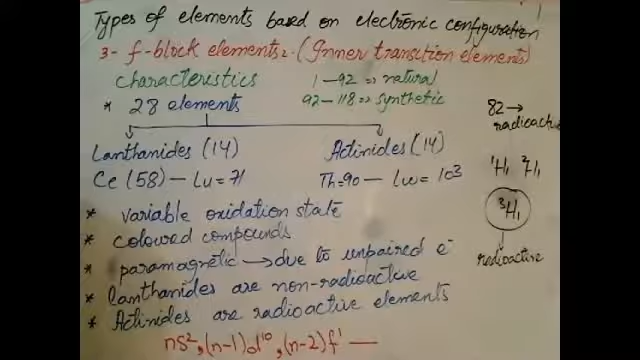 Types of elements based on electronic configuration
3- f-block elements. (Inner transition elements)
Characteristics
1-92 => natural
* 28 elements
92-118 => synthetic
82 →
radioactive
Lanthanides (14)
Actinides (14)
Ce (58) - Lu = 71
Th=90 - Lw = 103
¹H₁ ²H₁
³H₁
radioactive
* variable oxidation state
* coloured compounds
* paramagnetic → due to unpaired e⁻
* lanthanides are non-radioactive
* Actinides are radioactive elements
ns², (n-1)d¹⁰, (n-2)f¹ —